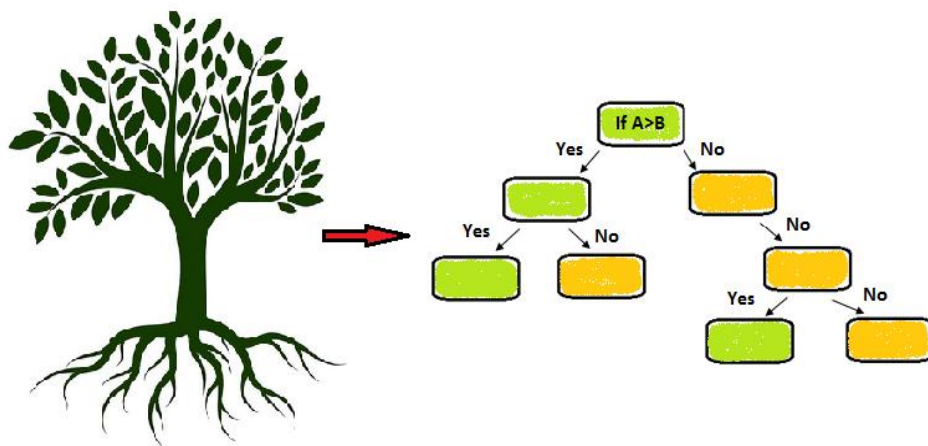 If A>B
Yes
No
Yes
No
No
Yes
No